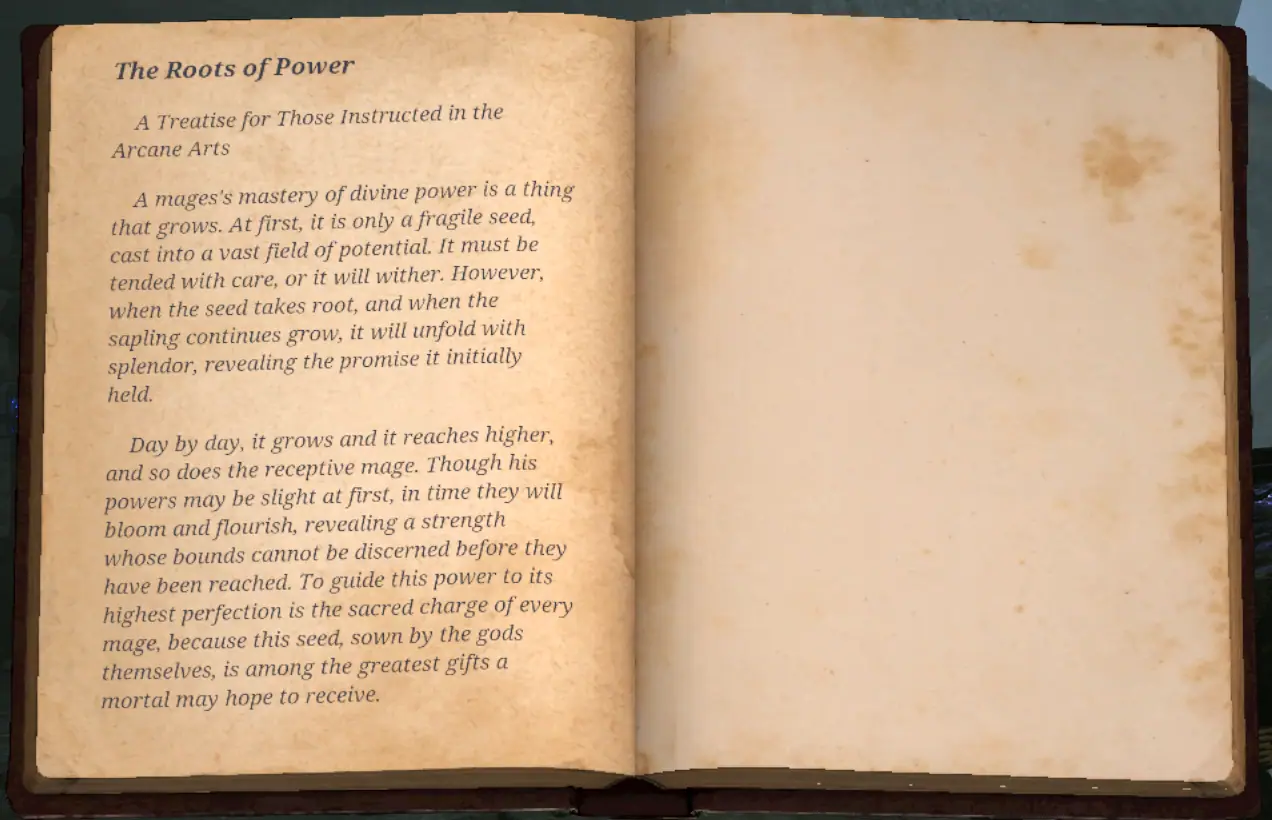 The Roots of Power
A Treatise for Those Instructed in the
Arcane Arts
A mages's mastery of divine power is a thing
that grows. At first, it is only a fragile seed,
cast into a vast field of potential. It must be
tended with care, or it will wither. However,
when the seed takes root, and when the
sapling continues grow, it will unfold with
splendor, revealing the promise it initially
held.
Day by day, it grows and it reaches higher,
and so does the receptive mage. Though his
powers may be slight at first, in time they will
bloom and flourish, revealing a strength
whose bounds cannot be discerned before they
have been reached. To guide this power to its
highest perfection is the sacred charge of every
mage, because this seed, sown by the gods
themselves, is among the greatest gifts a
mortal may hope to receive.